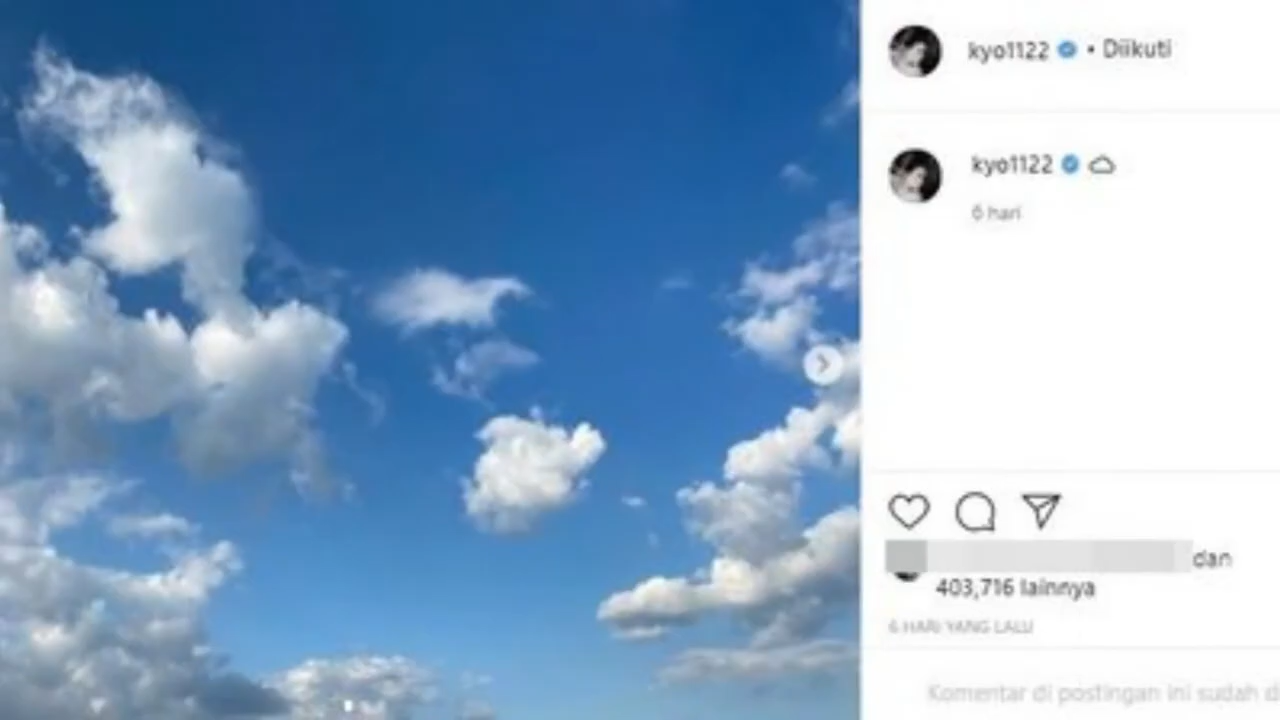 kyo1122 • Diikuti
kyo1122
6 hari
dan
403,716 lainnya
6 HARI YANG LALU
Komentar di postingan ini sudah d